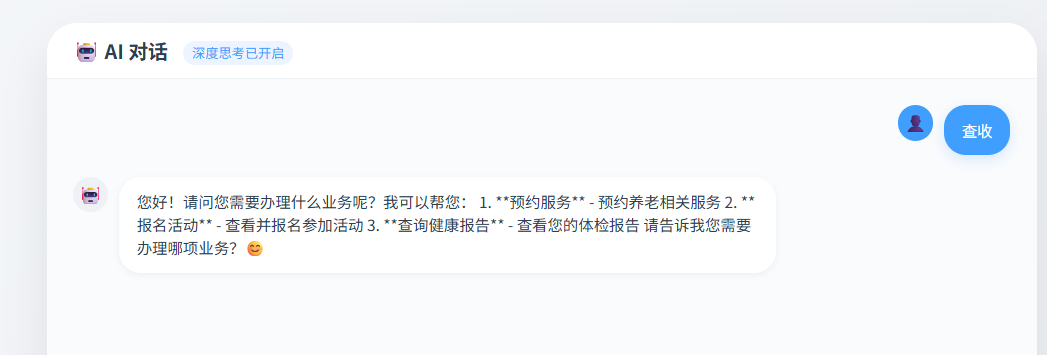 AI 对话 深度思考已开启
查收
您好！请问您需要办理什么业务呢？我可以帮您： 1. **预约服务** - 预约养老相关服务 2. **
报名活动** - 查看并报名参加活动 3. **查询健康报告** - 查看您的体检报告 请告诉我您需要
办理哪项业务？😊